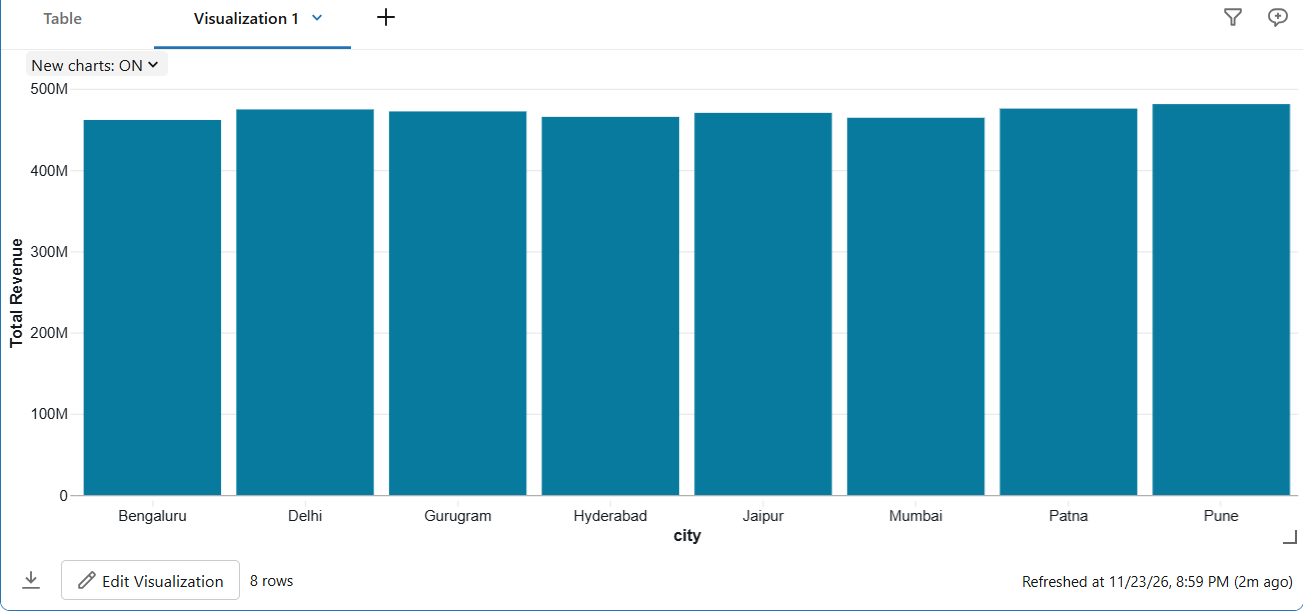 Table
Visualization 1
New charts: ON
500M
400M
300M
200M
100M
0
Total Revenue
Bengaluru Delhi Gurugram Hyderabad Jaipur Mumbai Patna Pune
city
Edit Visualization
8 rows
Refreshed at 11/23/26, 8:59 PM (2m ago)